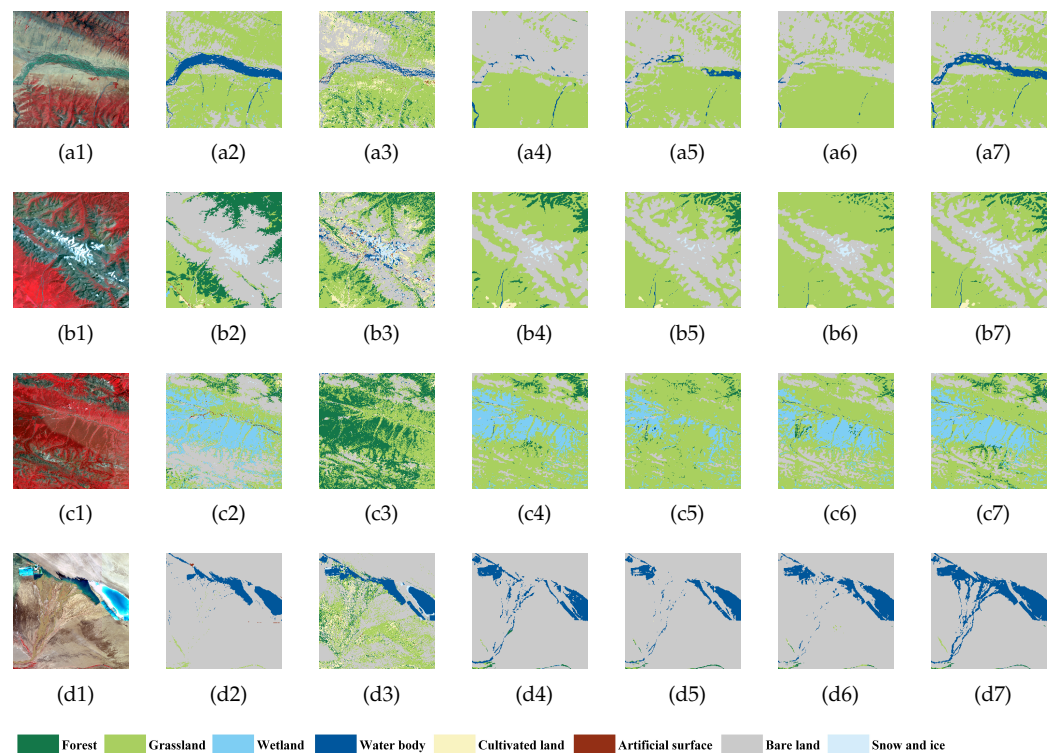 (a1) (a2) (a3) (a4) (a5) (a6) (a7)
(b1) (b2) (b3) (b4) (b5) (b6) (b7)
(c1) (c2) (c3) (c4) (c5) (c6) (c7)
(d1) (d2) (d3) (d4) (d5) (d6) (d7)
Forest Grassland Wetland Water body Cultivated land Artificial surface Bare land Snow and ice